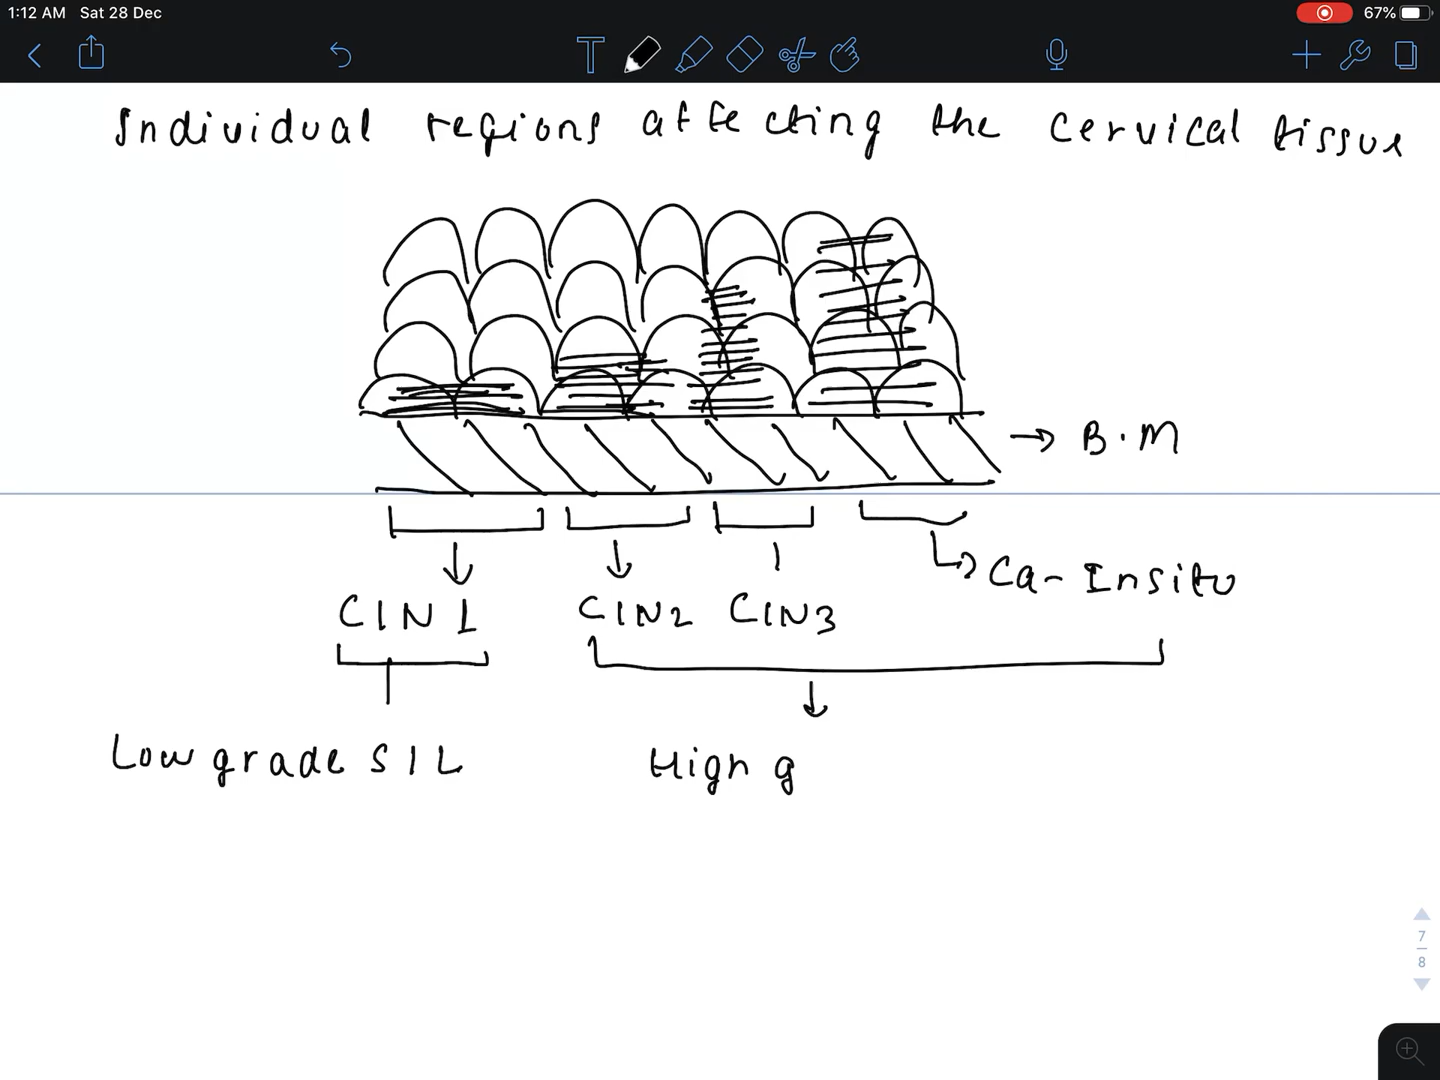 1:12 AM Sat 28 Dec 67%
Individual regions affecting the cervical tissue
B.M
Ca-Insitu
CIN 1 CIN2 CIN3
Low grade SIL High g
7
8